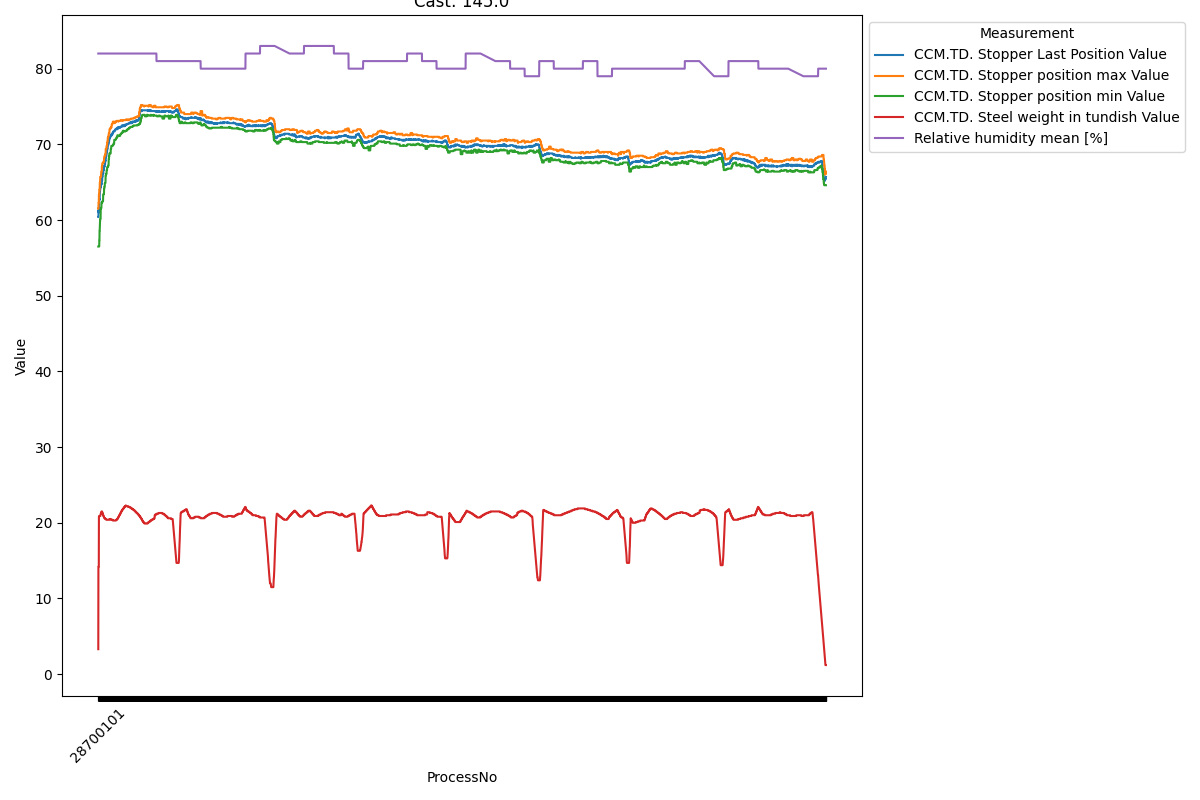 Cast: 145.0
Measurement
CCM.TD. Stopper Last Position Value
CCM.TD. Stopper position max Value
CCM.TD. Stopper position min Value
CCM.TD. Steel weight in tundish Value
Relative humidity mean [%]
80
70
60
50
40
30
20
10
0
Value
28700101
ProcessNo